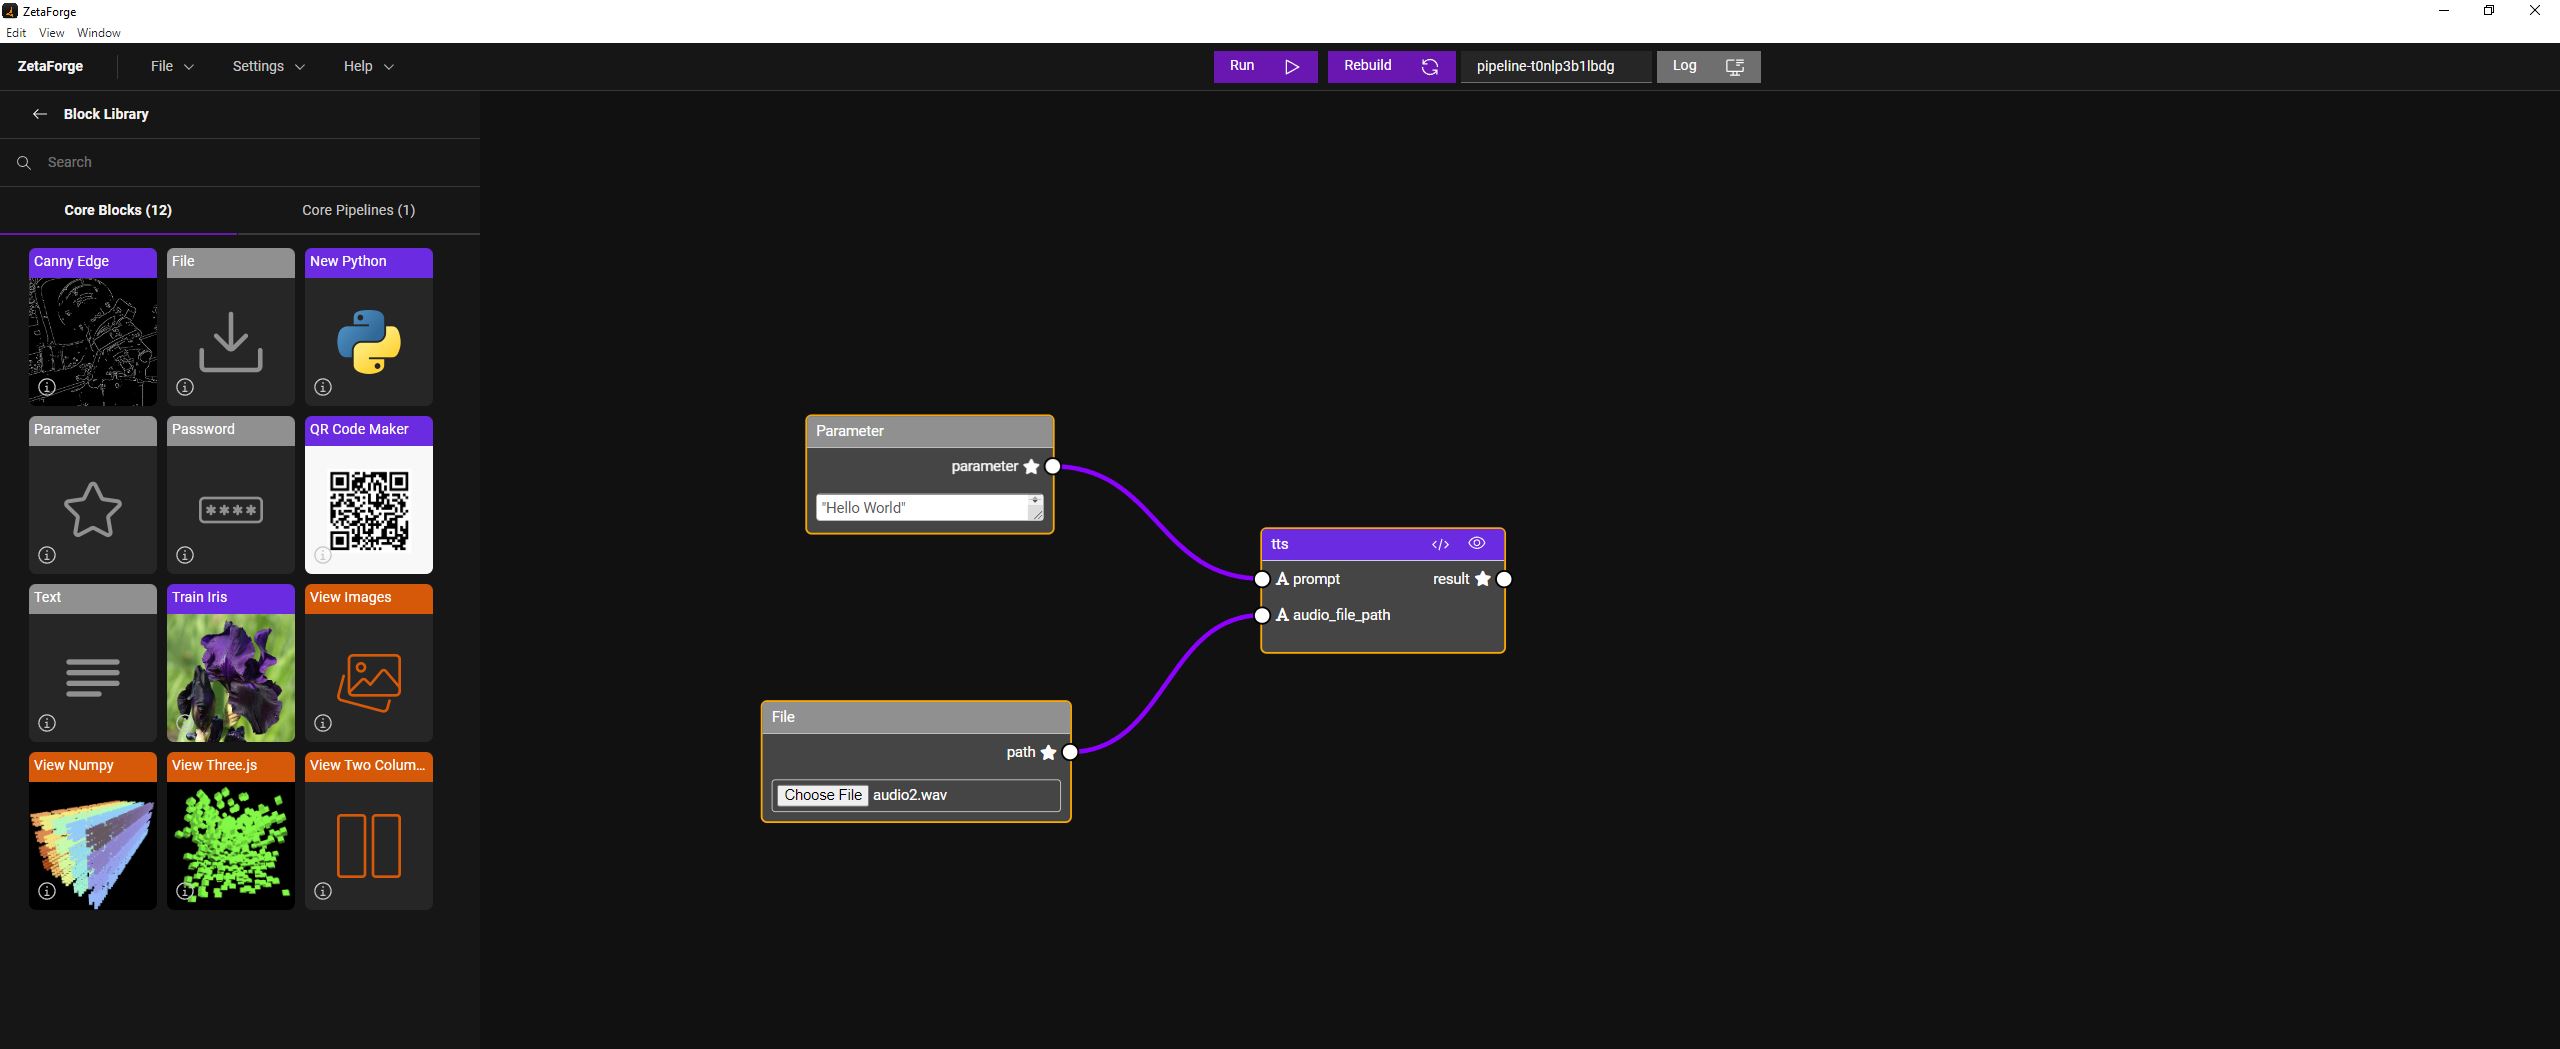 ZetaForge
Edit View Window
ZetaForge File Settings Help Run Rebuild pipeline-t0nlp3b1lbdg Log
Block Library
Search
Core Blocks (12) Core Pipelines (1)
Canny Edge File New Python
Parameter Password QR Code Maker
****
Text Train Iris View Images
View Numpy View Three.js View Two Colum...
Parameter
parameter
"Hello World"
tts </>
A prompt result
A audio_file_path
File
path
Choose File audio2.wav